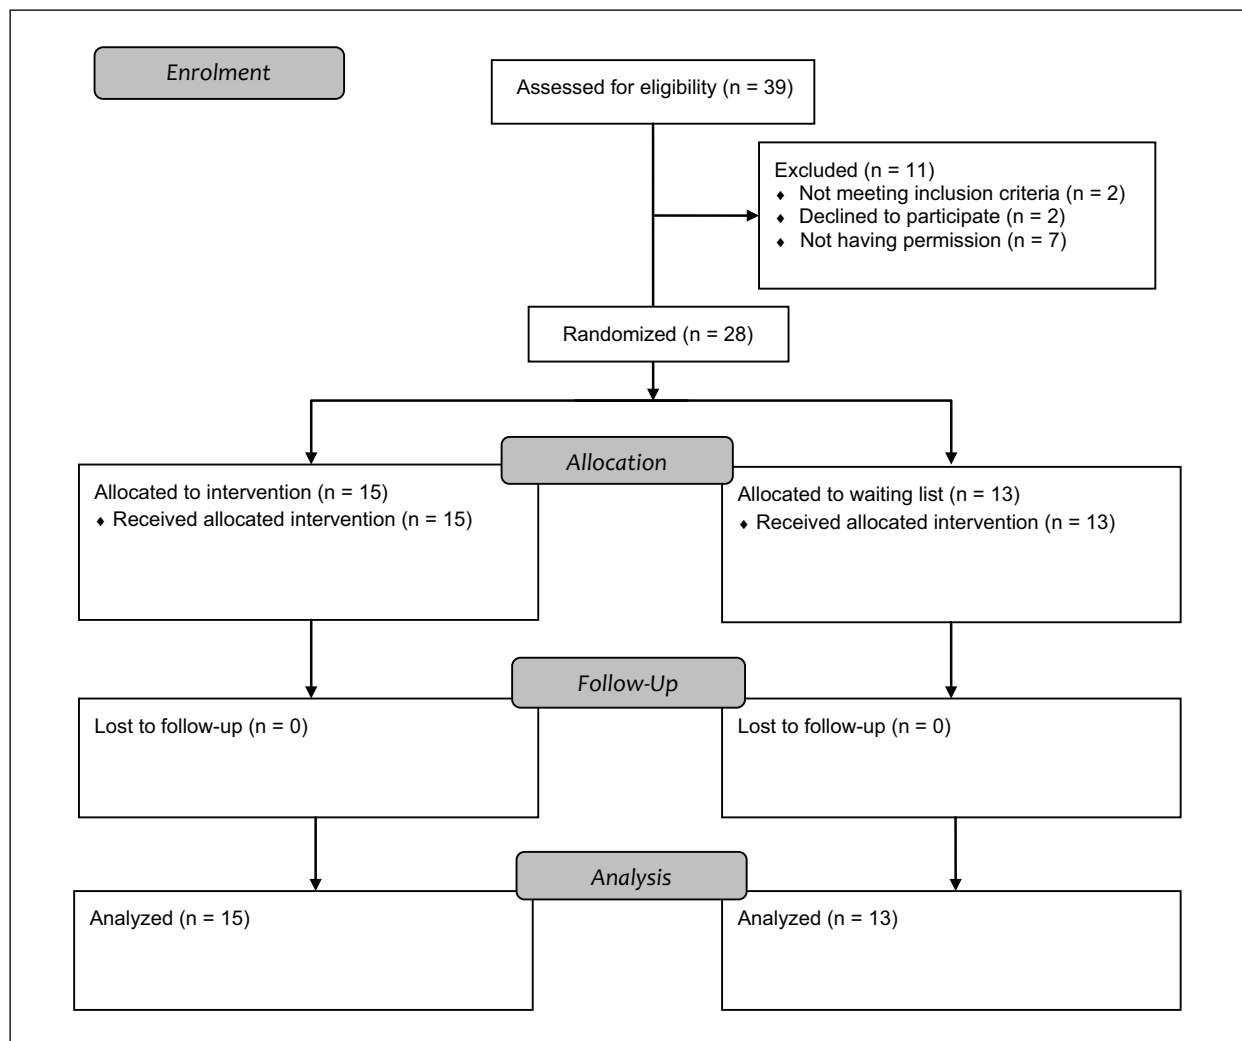 Enrolment
Assessed for eligibility (n = 39)
Excluded (n = 11)
♦ Not meeting inclusion criteria (n = 2)
♦ Declined to participate (n = 2)
♦ Not having permission (n = 7)
Randomized (n = 28)
Allocation
Allocated to intervention (n = 15)
♦ Received allocated intervention (n = 15)
Allocated to waiting list (n = 13)
♦ Received allocated intervention (n = 13)
Follow-Up
Lost to follow-up (n = 0)
Lost to follow-up (n = 0)
Analysis
Analyzed (n = 15)
Analyzed (n = 13)